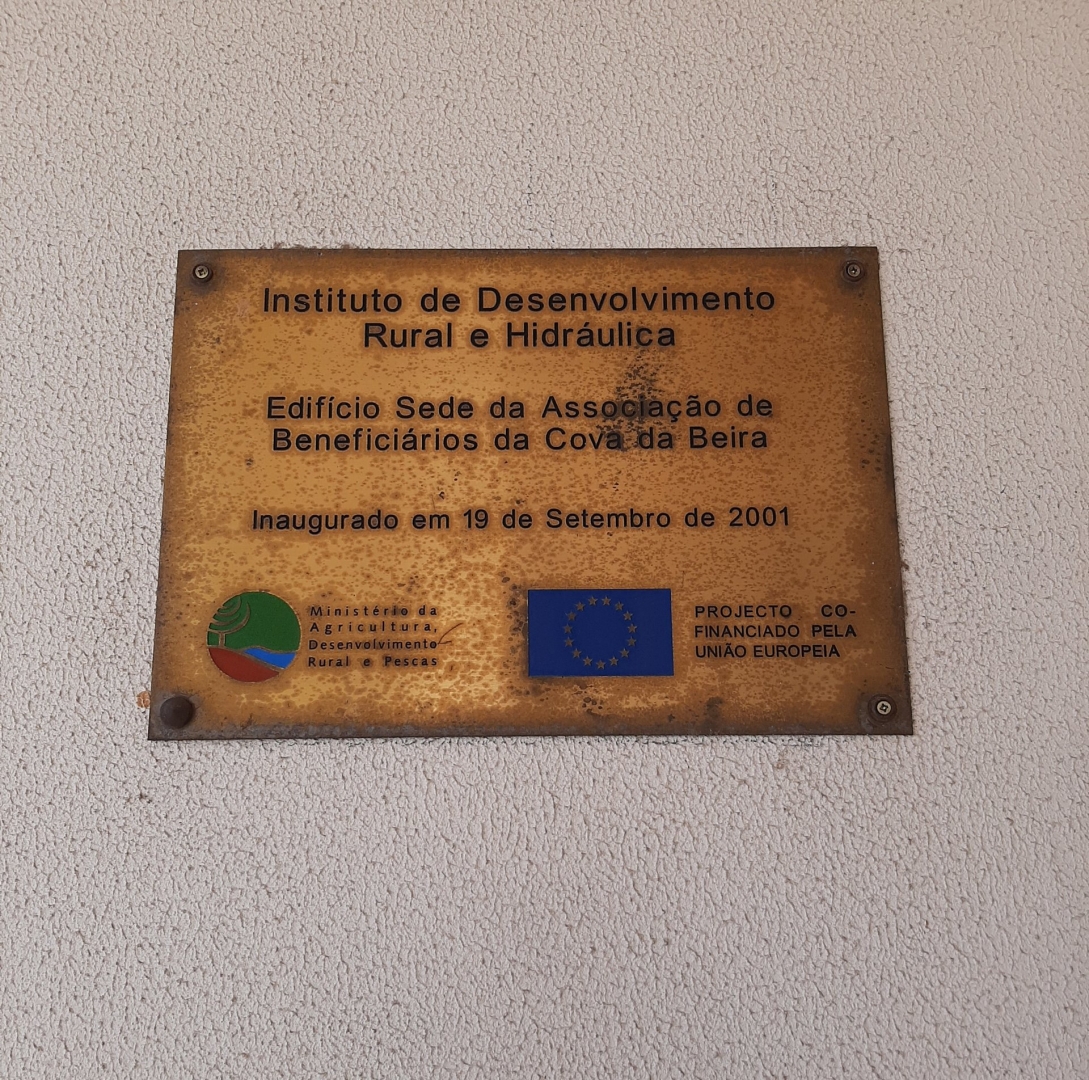 Instituto de Desenvolvimento
Rural e Hidráulica
Edifício Sede da Associação de
Beneficiários da Cova da Beira
Inaugurado em 19 de Setembro de 2001
Ministério da
Agricultura,
Desenvolvimento
Rural e Pescas
PROJECTO CO-
FINANCIADO PELA
UNIÃO EUROPEIA